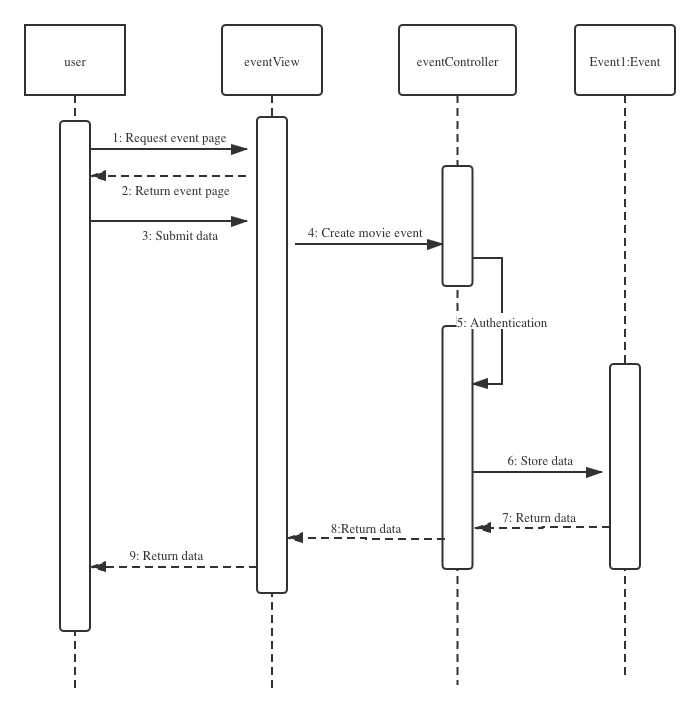 user
eventView
eventController
Event1:Event
1: Request event page
2: Return event page
3: Submit data
4: Create movie event
5: Authentication
6: Store data
7: Return data
8:Return data
9: Return data